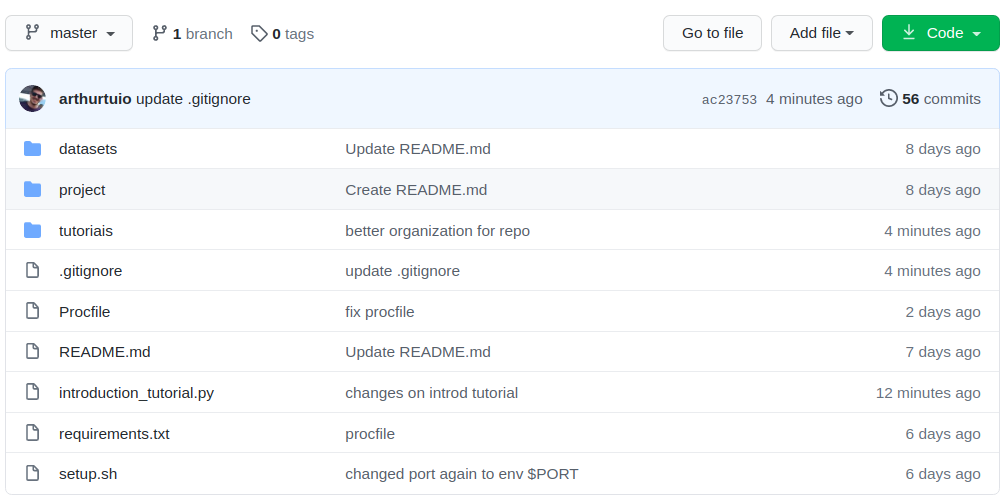 master 1 branch 0 tags Go to file Add file Code
arthurtuio update .gitignore ac23753 4 minutes ago 56 commits
datasets Update README.md 8 days ago
project Create README.md 8 days ago
tutoriais better organization for repo 4 minutes ago
.gitignore update .gitignore 4 minutes ago
Procfile fix procfile 2 days ago
README.md Update README.md 7 days ago
introduction_tutorial.py changes on introd tutorial 12 minutes ago
requirements.txt procfile 6 days ago
setup.sh changed port again to env $PORT 6 days ago